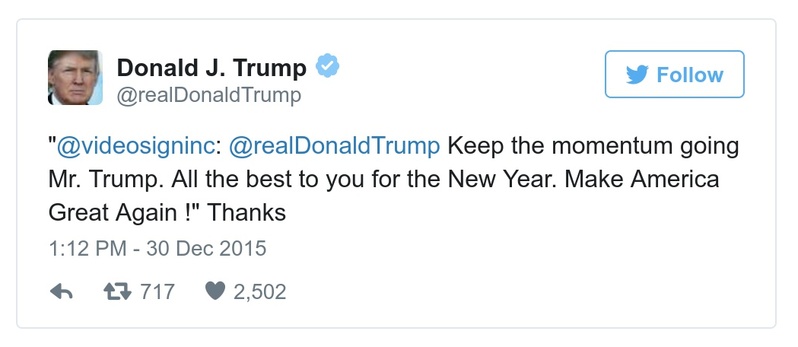 Donald J. Trump
@realDonaldTrump
Follow
"@videosigninc: @realDonaldTrump Keep the momentum going
Mr. Trump. All the best to you for the New Year. Make America
Great Again !" Thanks
1:12 PM - 30 Dec 2015
717 2,502